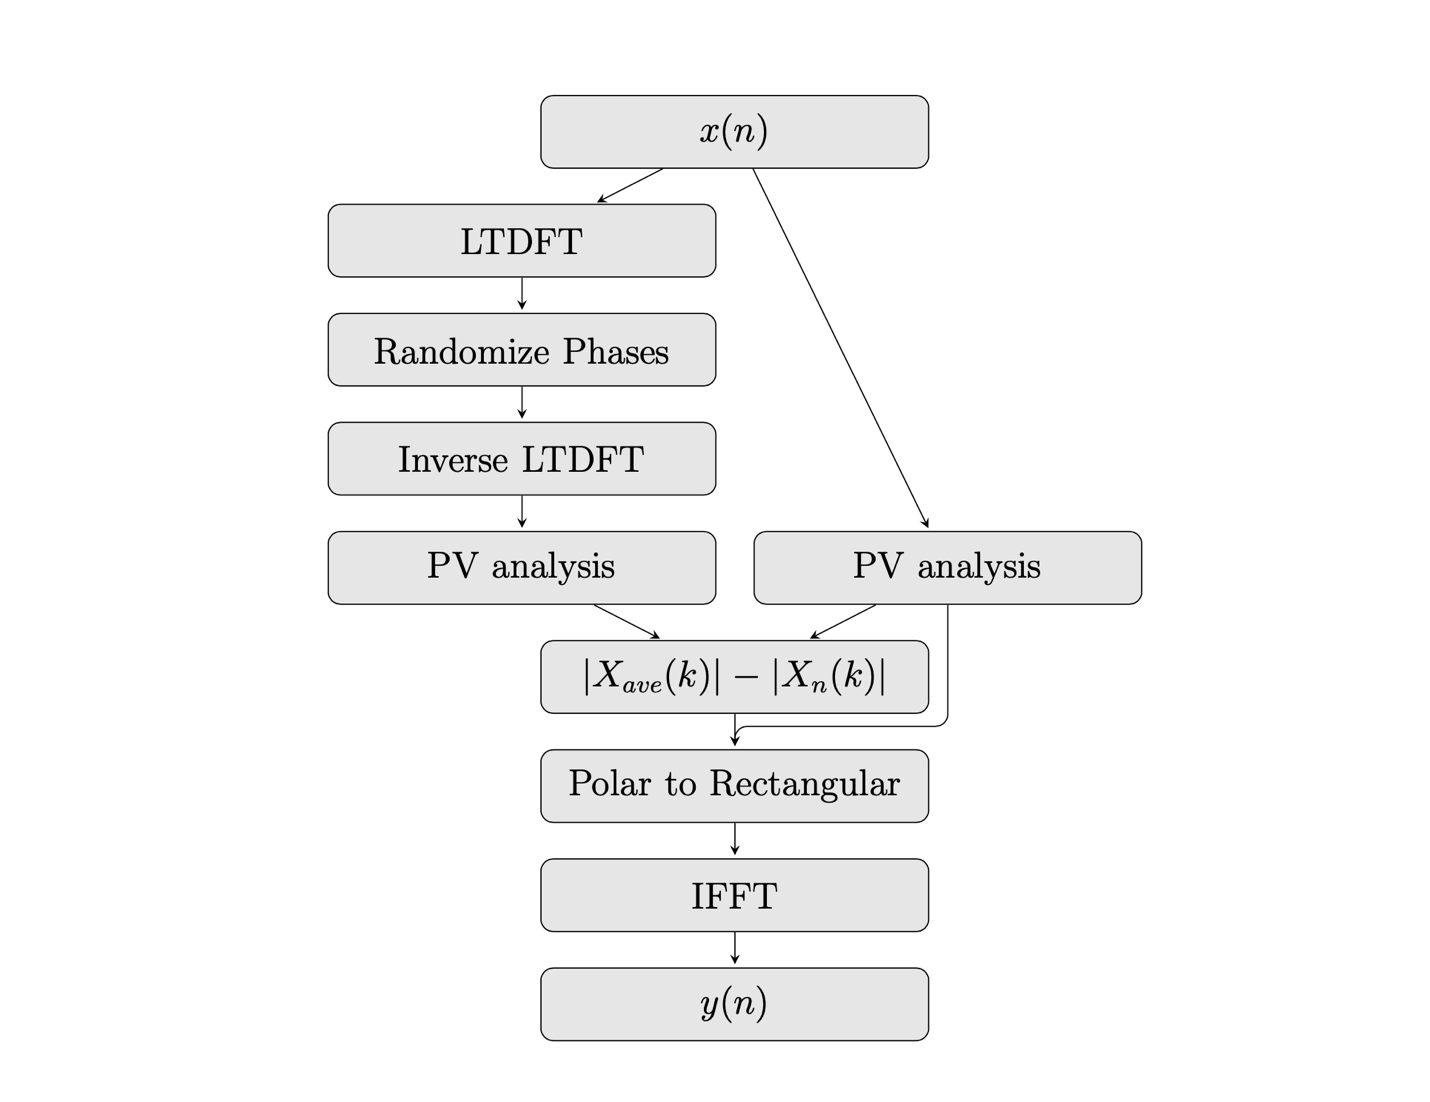 x(n)
LTDFT
Randomize Phases
Inverse LTDFT
PV analysis
PV analysis
|X_{ave}(k)| − |X_n(k)|
Polar to Rectangular
IFFT
y(n)